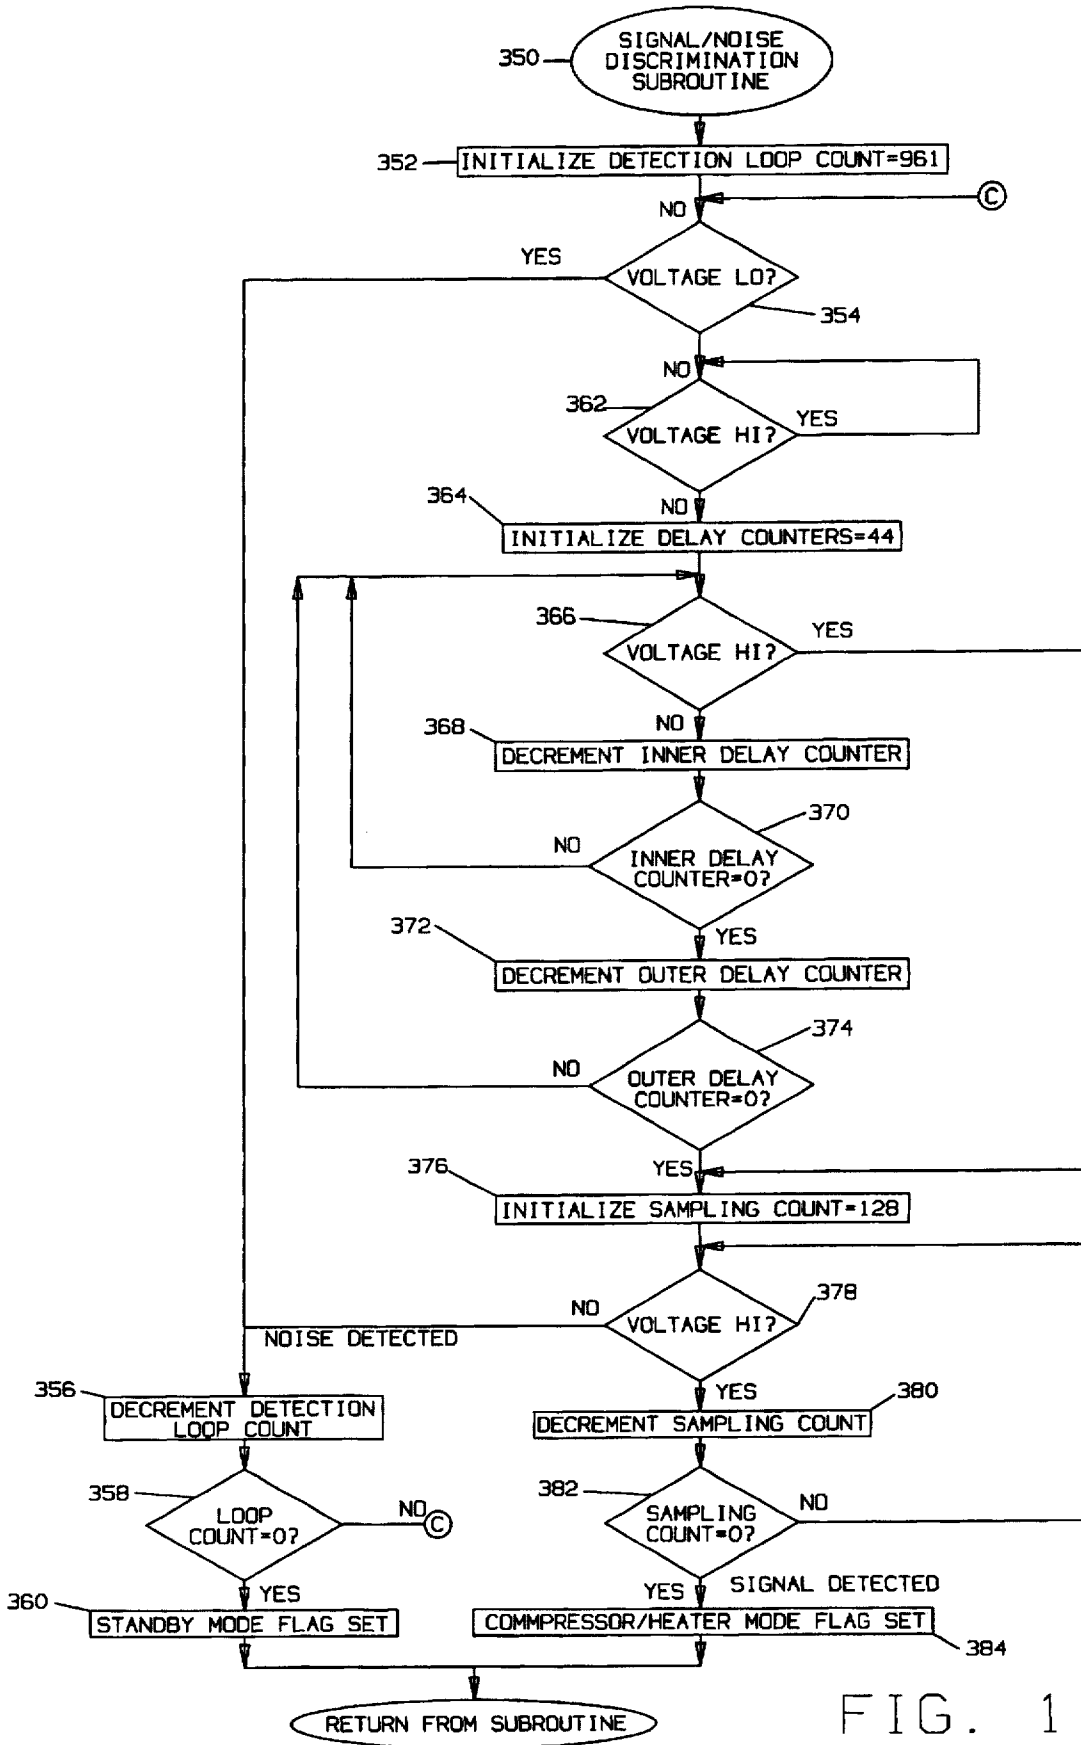 SIGNAL/NOISE
DISCRIMINATION
SUBROUTINE
350
352
INITIALIZE DETECTION LOOP COUNT=961
C
NO
YES
VOLTAGE LO?
354
NO
362
VOLTAGE HI?
YES
364
NO
INITIALIZE DELAY COUNTERS=44
366
VOLTAGE HI?
YES
NO
368
DECREMENT INNER DELAY COUNTER
370
NO
INNER DELAY
COUNTER=0?
372
YES
DECREMENT OUTER DELAY COUNTER
374
NO
OUTER DELAY
COUNTER=0?
376
YES
INITIALIZE SAMPLING COUNT=128
378
NO
VOLTAGE HI?
NOISE DETECTED
356
YES
380
DECREMENT DETECTION
LOOP COUNT
DECREMENT SAMPLING COUNT
358
LOOP
COUNT=0?
NO
C
382
SAMPLING
COUNT=0?
NO
YES
YES
SIGNAL DETECTED
360
STANDBY MODE FLAG SET
COMMPRESSOR/HEATER MODE FLAG SET
384
RETURN FROM SUBROUTINE
FIG. 1